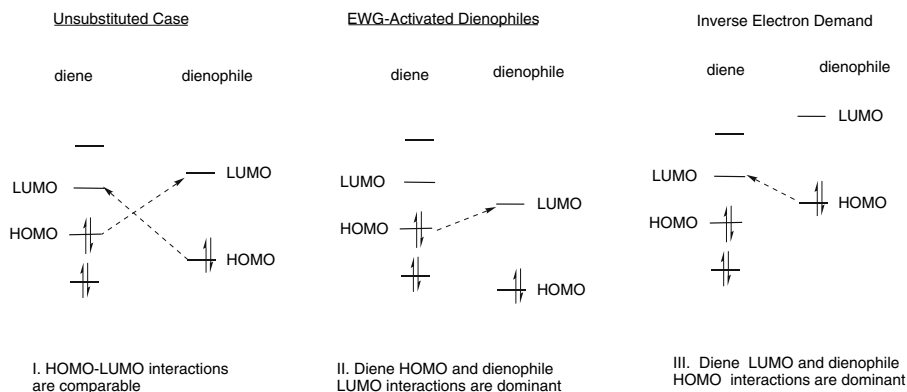 Unsubstituted Case
diene
dienophile
LUMO
LUMO
HOMO
HOMO
I. HOMO-LUMO interactions
are comparable
EWG-Activated Dienophiles
diene
dienophile
LUMO
LUMO
HOMO
HOMO
II. Diene HOMO and dienophile
LUMO interactions are dominant
Inverse Electron Demand
diene
dienophile
LUMO
LUMO
HOMO
HOMO
III. Diene LUMO and dienophile
HOMO interactions are dominant